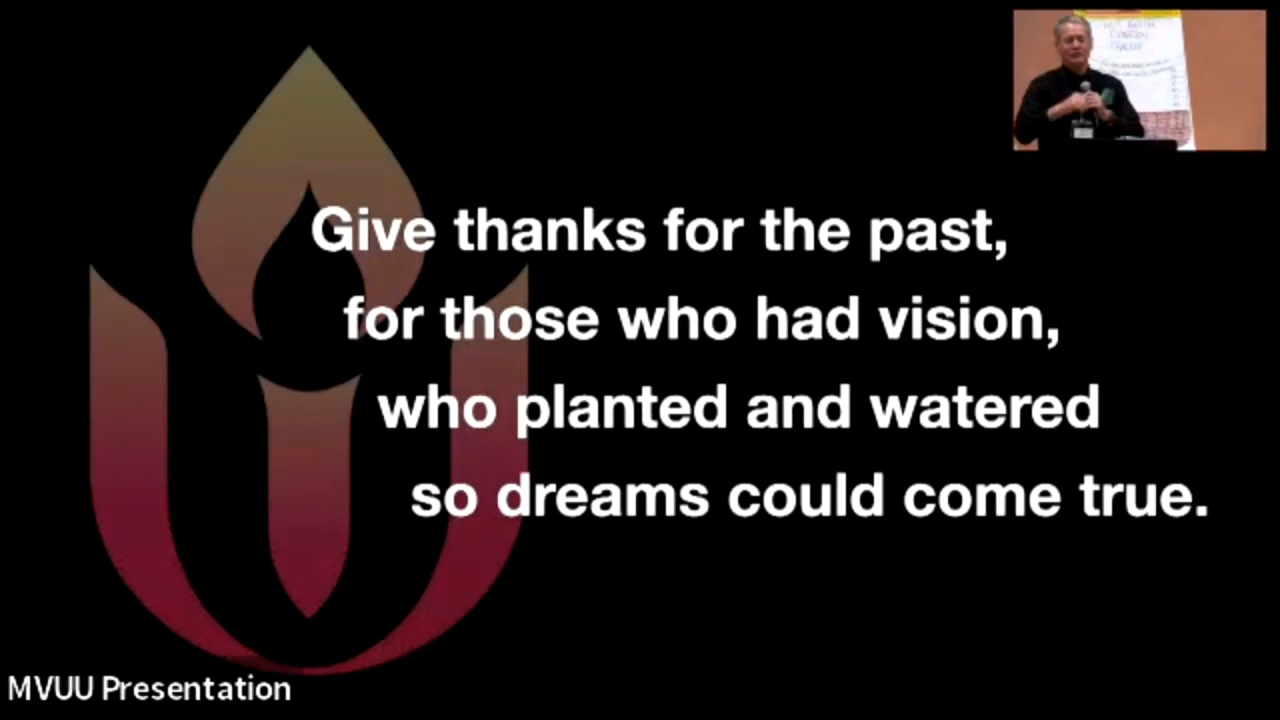 Give thanks for the past,
for those who had vision,
who planted and watered
so dreams could come true.
MVUU Presentation